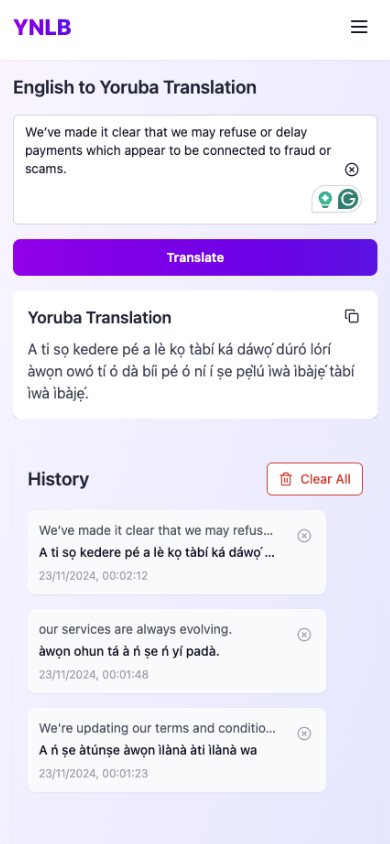 YNLB
English to Yoruba Translation
We've made it clear that we may refuse or delay
payments which appear to be connected to fraud or
scams.
Translate
Yoruba Translation
A ti sọ kedere pé a lè kọ tàbí ká dáwọ́ dúró lórí
àwọn owó tí ó dà bíi pé ó ní í ṣe pẹ̀lú ìwà ìbàjẹ́ tàbí
ìwà ìbàjẹ́.
History
Clear All
We've made it clear that we may refus...
A ti sọ kedere pé a lè kọ tàbí ká dáwọ́ ...
23/11/2024, 00:02:12
our services are always evolving.
àwọn ohun tá à ń ṣe ń yí padà.
23/11/2024, 00:01:48
We're updating our terms and conditio...
A ń ṣe àtúnṣe àwọn ìlànà àti ìlànà wa
23/11/2024, 00:01:23